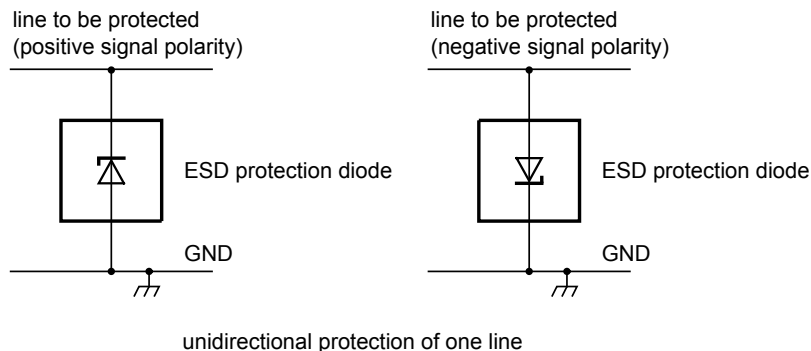 line to be protected
(positive signal polarity)
ESD protection diode
GND
line to be protected
(negative signal polarity)
ESD protection diode
GND
unidirectional protection of one line